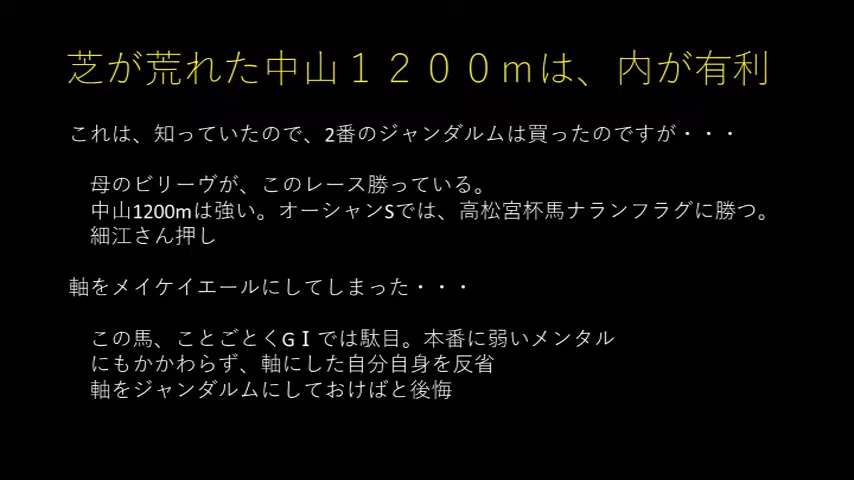 芝が荒れた中山１２００ｍは、内が有利
これは、知っていたので、2番のジャンダルムは買ったのですが・・・
母のビリーヴが、このレース勝っている。
中山1200mは強い。オーシャンSでは、高松宮杯馬ナランフラグに勝つ。
細江さん押し
軸をメイケイエールにしてしまった・・・
この馬、ことごとくGⅠでは駄目。本番に弱いメンタル
にもかかわらず、軸にした自分自身を反省
軸をジャンダルムにしておけばと後悔